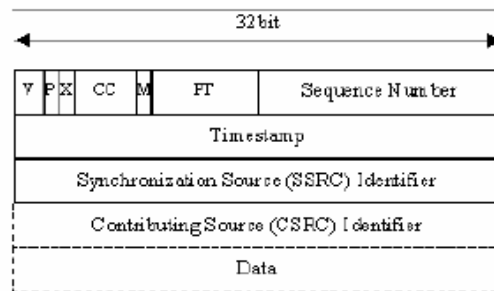 32bit
V P X CC M PT Sequence Number
Timestamp
Synchronization Source (SSRC) Identifier
Contributing Source (CSRC) Identifier
Data